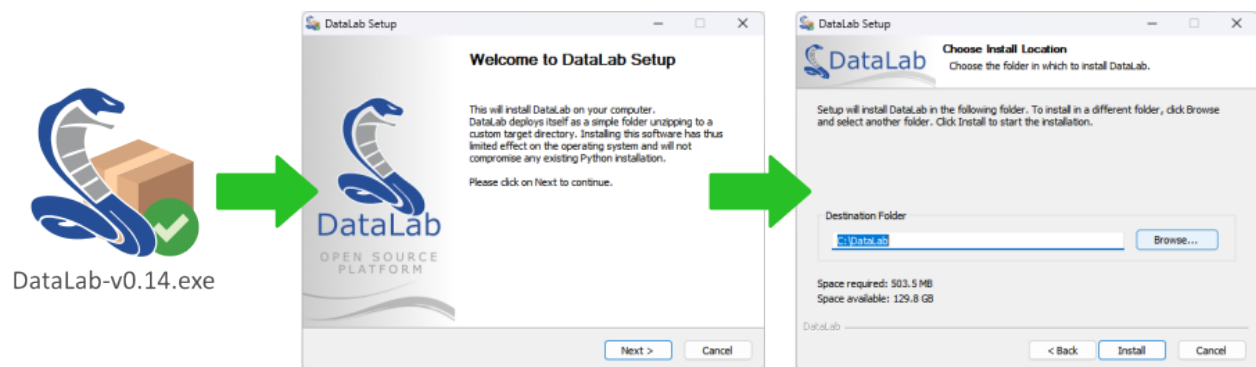 DataLab-v0.14.exe
DataLab Setup
Welcome to DataLab Setup
This will install DataLab on your computer.
DataLab deploys itself as a simple folder unzipping to a
custom target directory. Installing this software has thus
limited effect on the operating system and will not
compromise any existing Python installation.
Please click on Next to continue.
DataLab
OPEN SOURCE
PLATFORM
Next >
Cancel
DataLab Setup
DataLab
Choose Install Location
Choose the folder in which to install DataLab.
Setup will install DataLab in the following folder. To install in a different folder, click Browse
and select another folder. Click Install to start the installation.
Destination Folder
C:\DataLab
Browse...
Space required: 503.5 MB
Space available: 129.8 GB
DataLab
< Back
Install
Cancel